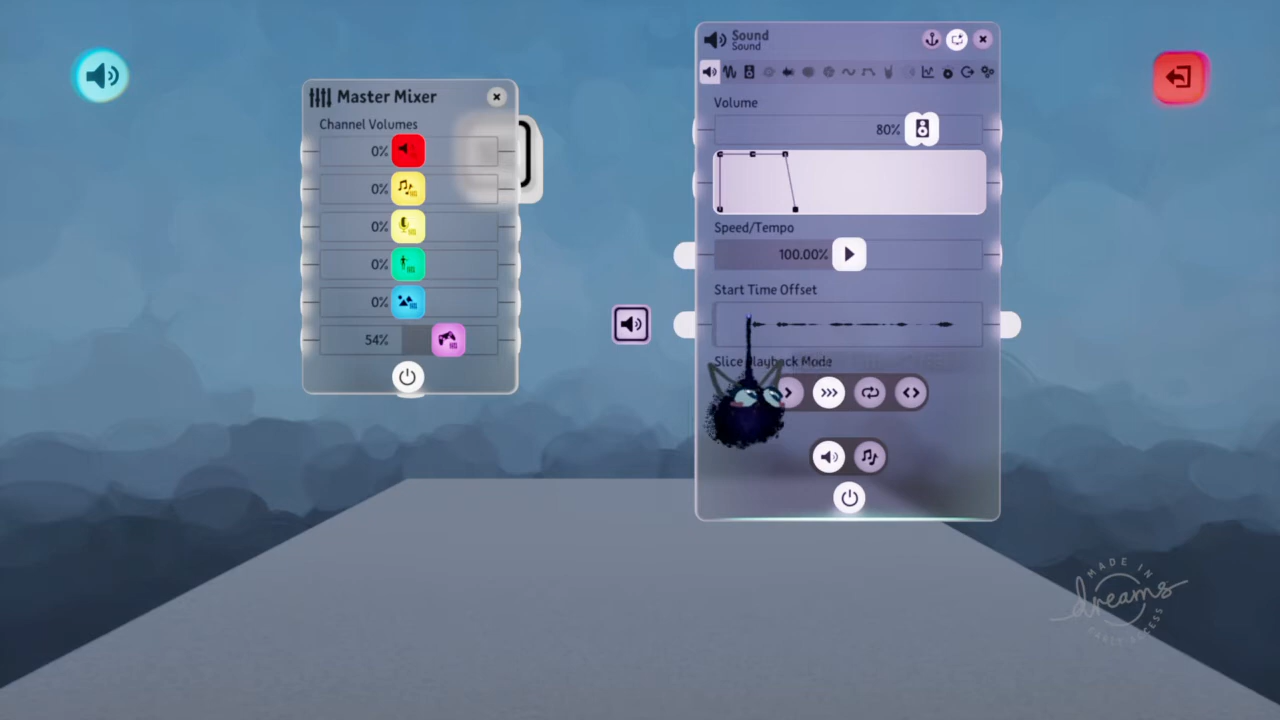 Sound
Sound
Master Mixer
Channel Volumes
0%
0%
0%
0%
0%
54%
Volume
80%
Speed/Tempo
100.00%
Start Time Offset
Slice Playback Mode
MADE IN
dreams
EARLY ACCESS